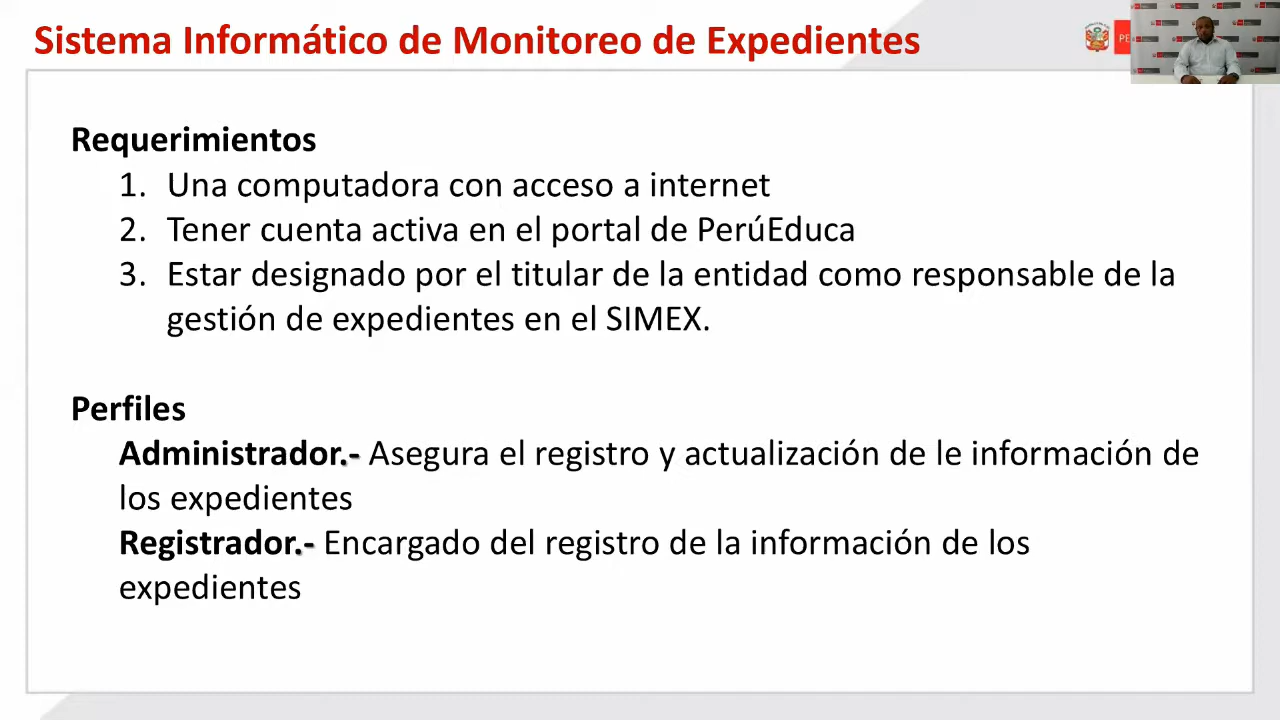 Sistema Informático de Monitoreo de Expedientes
PE
Requerimientos
1. Una computadora con acceso a internet
2. Tener cuenta activa en el portal de PerúEduca
3. Estar designado por el titular de la entidad como responsable de la
gestión de expedientes en el SIMEX.
Perfiles
Administrador.- Asegura el registro y actualización de le información de
los expedientes
Registrador.- Encargado del registro de la información de los
expedientes